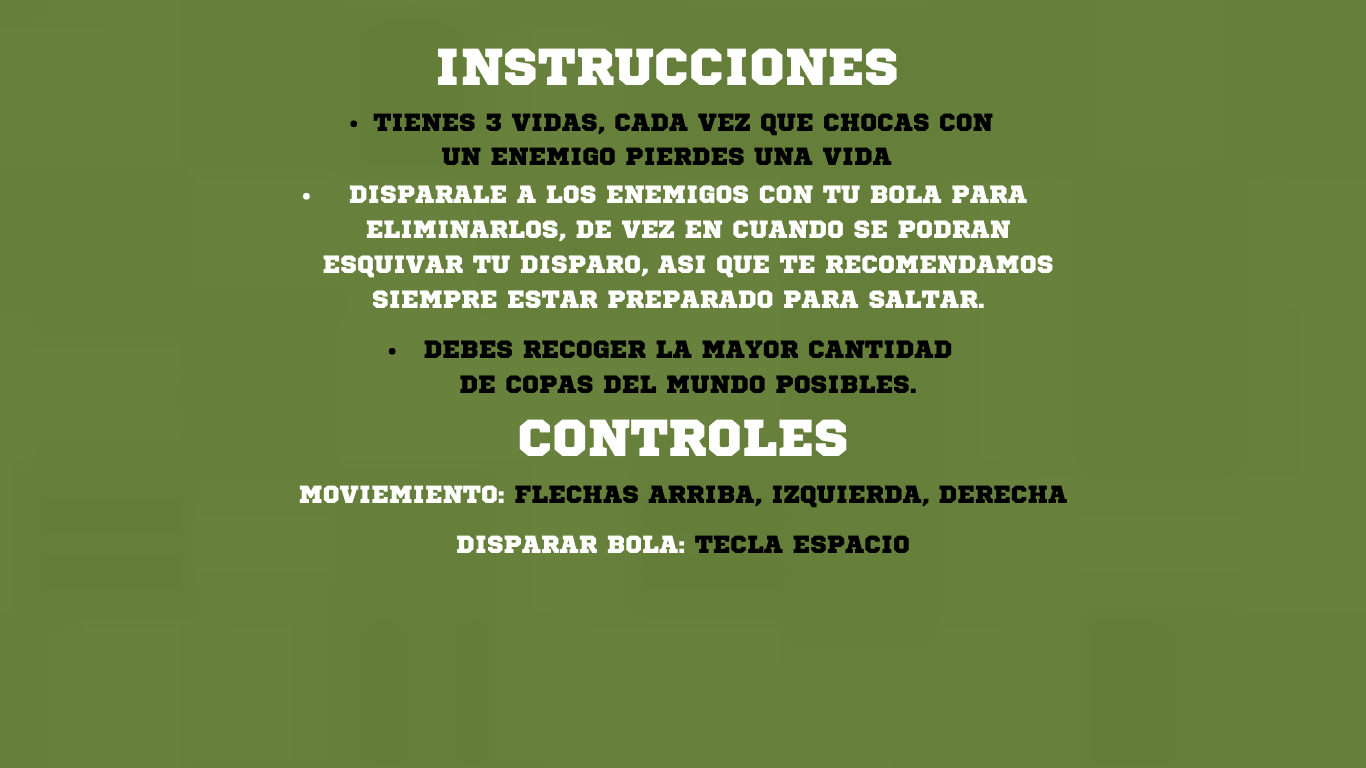 INSTRUCCIONES
• TIENES 3 VIDAS, CADA VEZ QUE CHOCAS CON
UN ENEMIGO PIERDES UNA VIDA
• DISPARALE A LOS ENEMIGOS CON TU BOLA PARA
ELIMINARLOS, DE VEZ EN CUANDO SE PODRAN
ESQUIVAR TU DISPARO, ASI QUE TE RECOMENDAMOS
SIEMPRE ESTAR PREPARADO PARA SALTAR.
• DEBES RECOGER LA MAYOR CANTIDAD
DE COPAS DEL MUNDO POSIBLES.
CONTROLES
MOVIEMIENTO: FLECHAS ARRIBA, IZQUIERDA, DERECHA
DISPARAR BOLA: TECLA ESPACIO